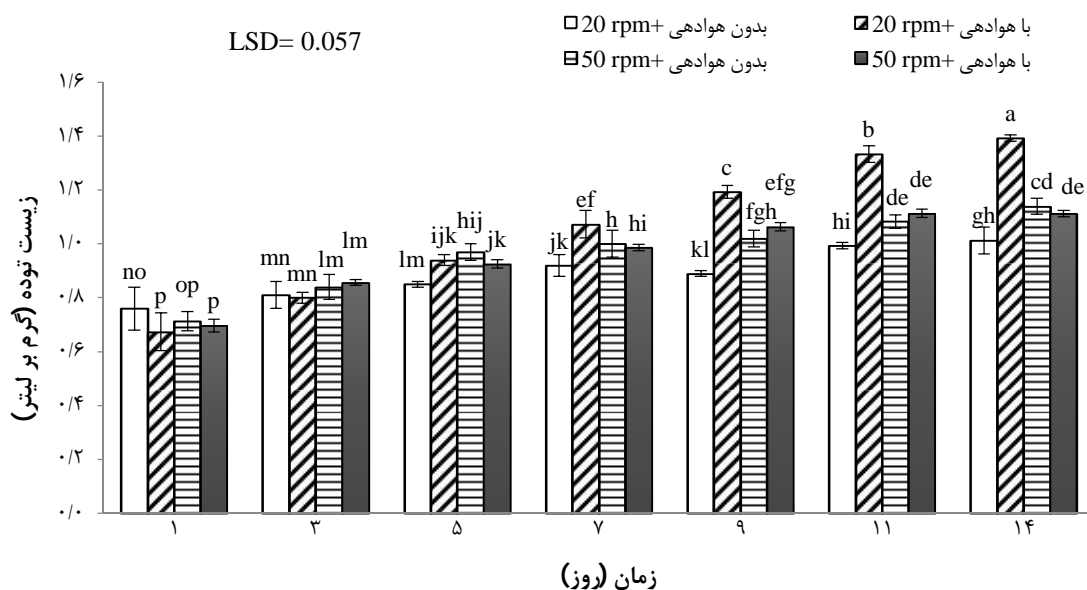 LSD= 0.057
20 rpm+ بدون هوادهی
20 rpm+ با هوادهی
50 rpm+ بدون هوادهی
50 rpm+ با هوادهی
زیست توده (گرم بر لیتر)
۱/۶
۱/۴
۱/۲
۱/۰
۰/۸
۰/۶
۰/۴
۰/۲
۰/۰
no p op p
mn mn lm lm
lm ijk hij jk
jk ef h hi
kl c fgh efg
hi b de de
gh a cd de
۱ ۳ ۵ ۷ ۹ ۱۱ ۱۴
زمان (روز)